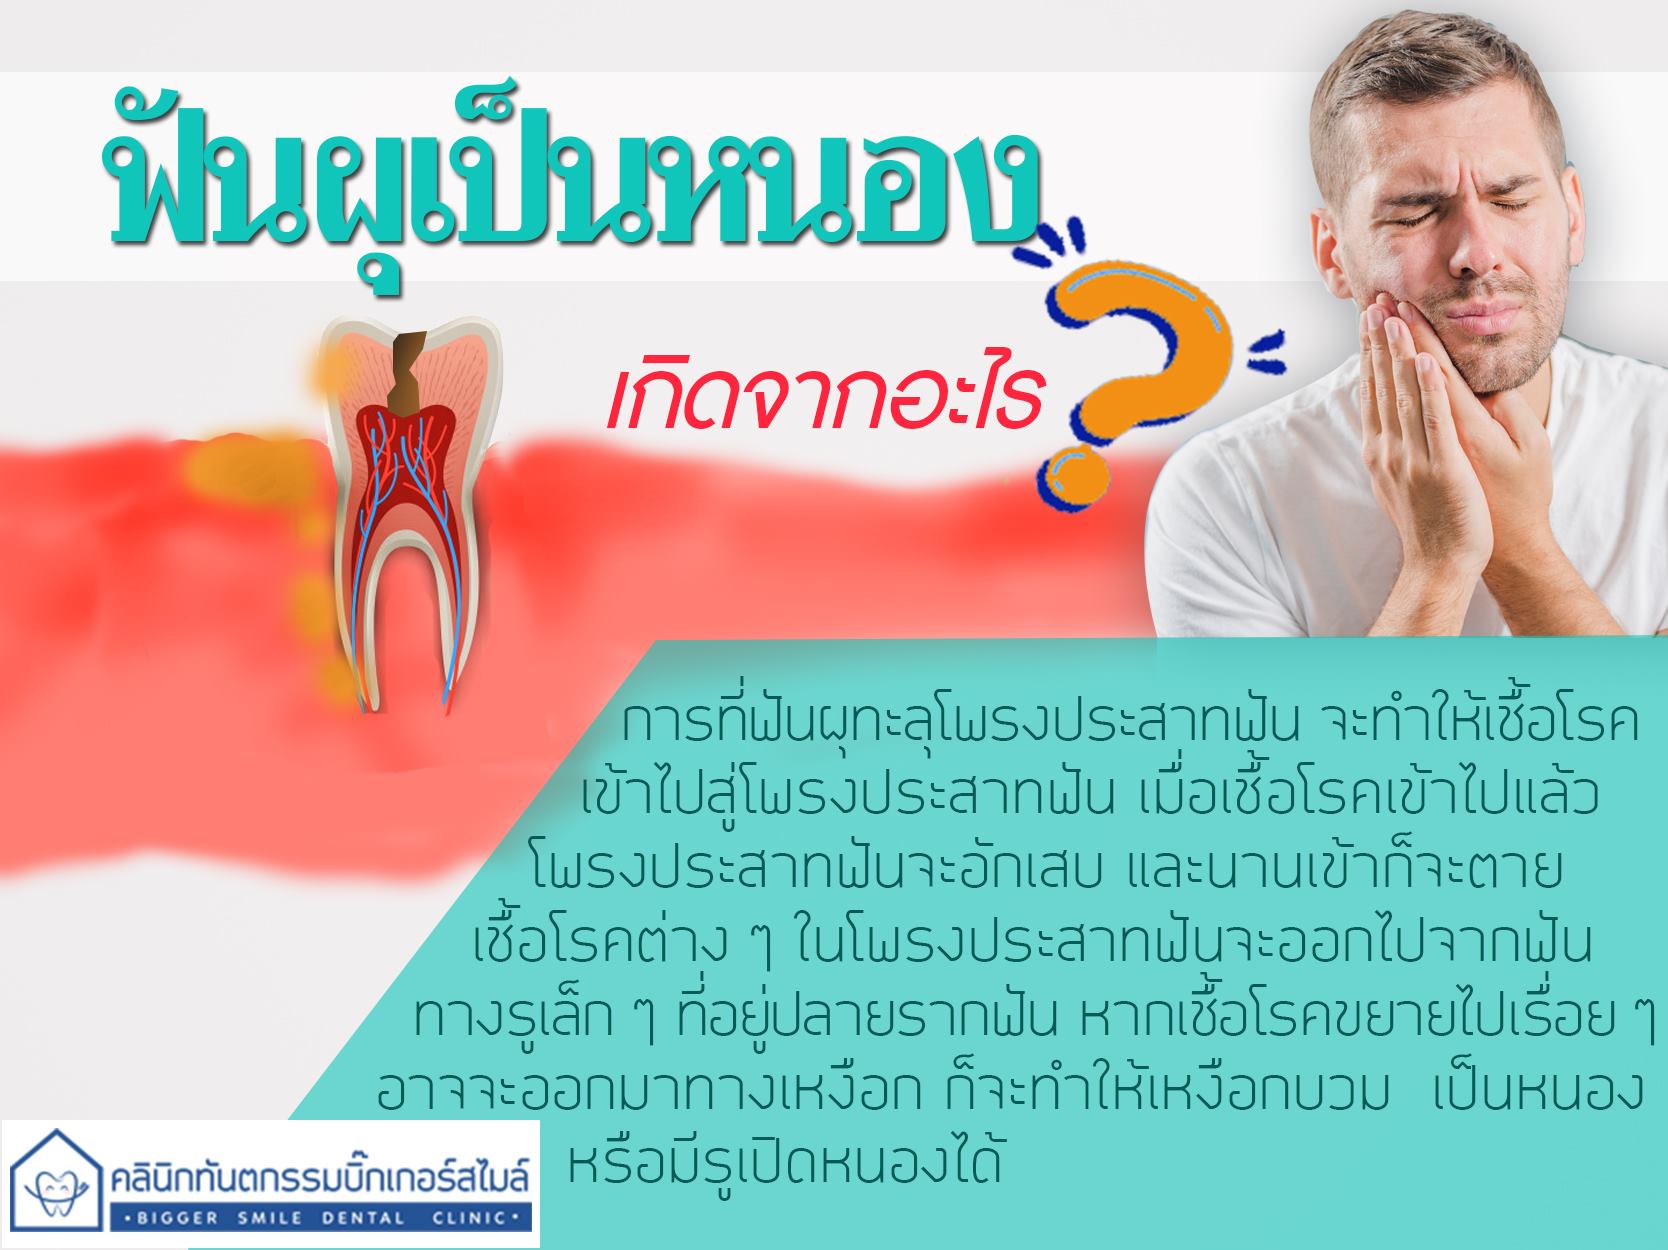 ฟันผุเป็นหนอง
เกิดจากอะไร
?
การที่ฟันผุทะลุโพรงประสาทฟัน จะทำให้เชื้อโรค
เข้าไปสู่โพรงประสาทฟัน เมื่อเชื้อโรคเข้าไปแล้ว
โพรงประสาทฟันจะอักเสบ และนานเข้าก็จะตาย
เชื้อโรคต่าง ๆ ในโพรงประสาทฟันจะออกไปจากฟัน
ทางรูเล็ก ๆ ที่อยู่ปลายรากฟัน หากเชื้อโรคขยายไปเรื่อย ๆ
อาจจะออกมาทางเหงือก ก็จะทำให้เหงือกบวม เป็นหนอง
หรือมีรูเปิดหนองได้
คลินิกทันตกรรมบิ๊กเกอร์สไมล์
• BIGGER SMILE DENTAL CLINIC •